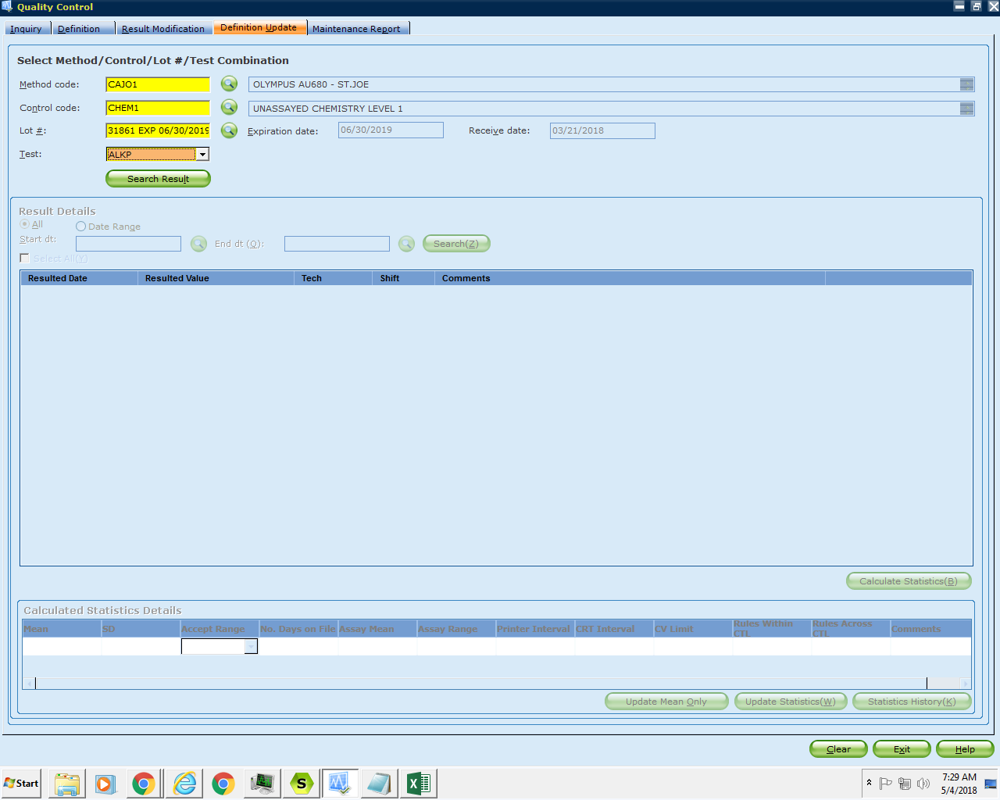 Quality Control
Inquiry Definition Result Modification Definition Update Maintenance Report
Select Method/Control/Lot #/Test Combination
Method code: CAJO1 OLYMPUS AU680 - ST.JOE
Control code: CHEM1 UNASSAYED CHEMISTRY LEVEL 1
Lot #: 31861 EXP 06/30/2019 Expiration date: 06/30/2019 Receive date: 03/21/2018
Test: ALKP
Search Result
Result Details
All Date Range
Start dt: End dt (O): Search(Z)
Select All(Y)
Resulted Date Resulted Value Tech Shift Comments
Calculate Statistics(B)
Calculated Statistics Details
Mean SD Accept Range No. Days on File Assay Mean Assay Range Printer Interval CRT Interval CV Limit Rules Within CTL Rules Across CTL Comments
Update Mean Only Update Statistics(W) Statistics History(K)
Clear Exit Help
Start S 7:29 AM
5/4/2018